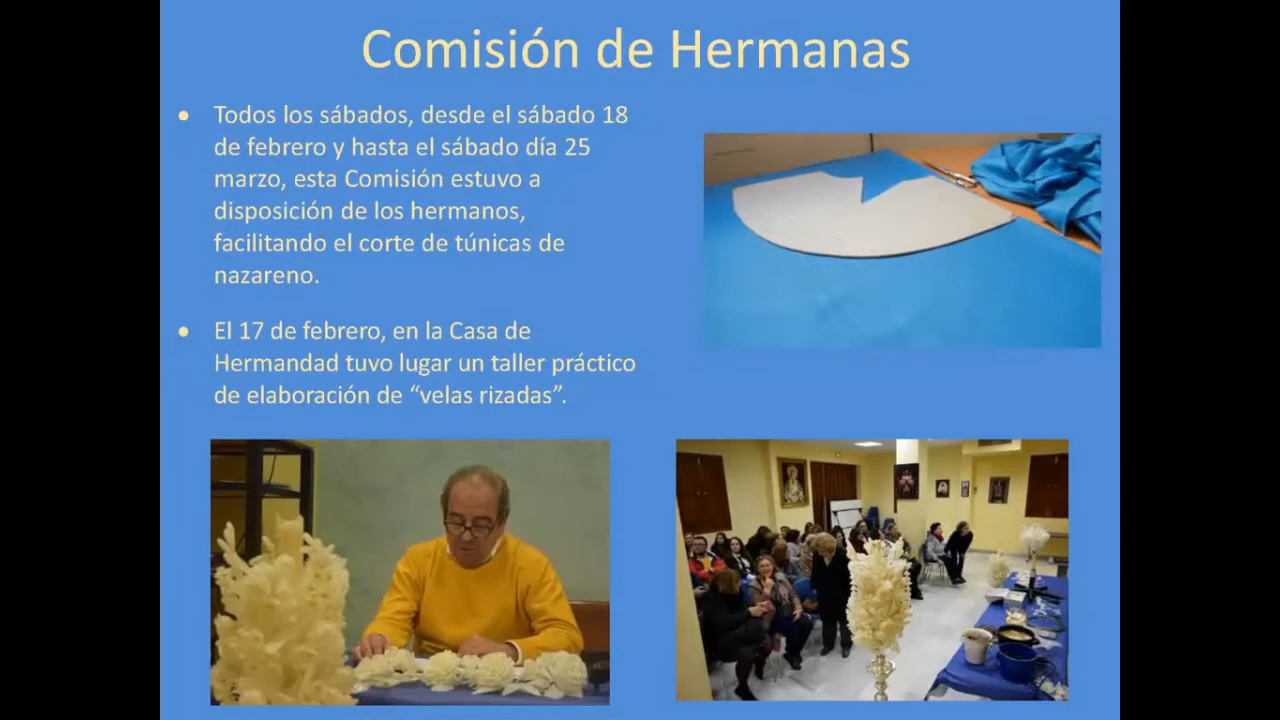 Comisión de Hermanas
• Todos los sábados, desde el sábado 18
de febrero y hasta el sábado día 25
marzo, esta Comisión estuvo a
disposición de los hermanos,
facilitando el corte de túnicas de
nazareno.
• El 17 de febrero, en la Casa de
Hermandad tuvo lugar un taller práctico
de elaboración de “velas rizadas”.